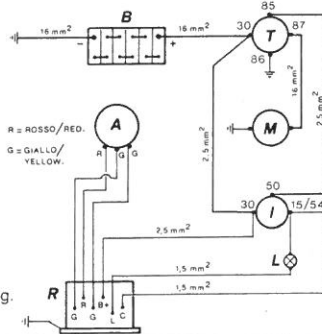 85
B
16 mm²
- +
16 mm²
30 T 87
86
16 mm²
2,5 mm²
2,5 m
R = ROSSO/RED.
G = GIALLO/
YELLOW.
A
R G G
M
50
30 I 15/54
2,5 mm²
L
1,5 mm²
1,5 mm²
g.
R
G R G B+ L C